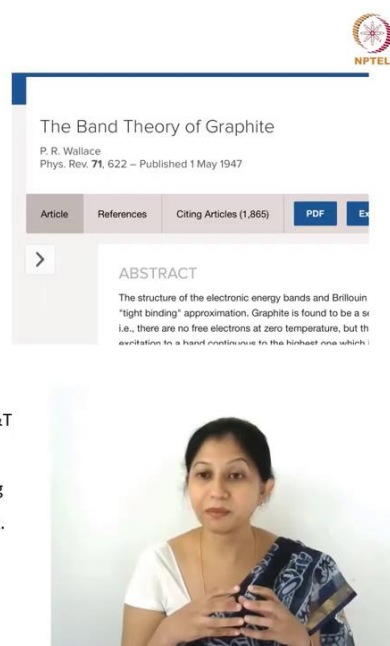 NPTEL
The Band Theory of Graphite
P. R. Wallace
Phys. Rev. 71, 622 – Published 1 May 1947
Article References Citing Articles (1,865) PDF Ex
ABSTRACT
The structure of the electronic energy bands and Brillouin
"tight binding" approximation. Graphite is found to be a se
i.e., there are no free electrons at zero temperature, but th
excitation to a band contiguous to the highest one which i
&T
g
.